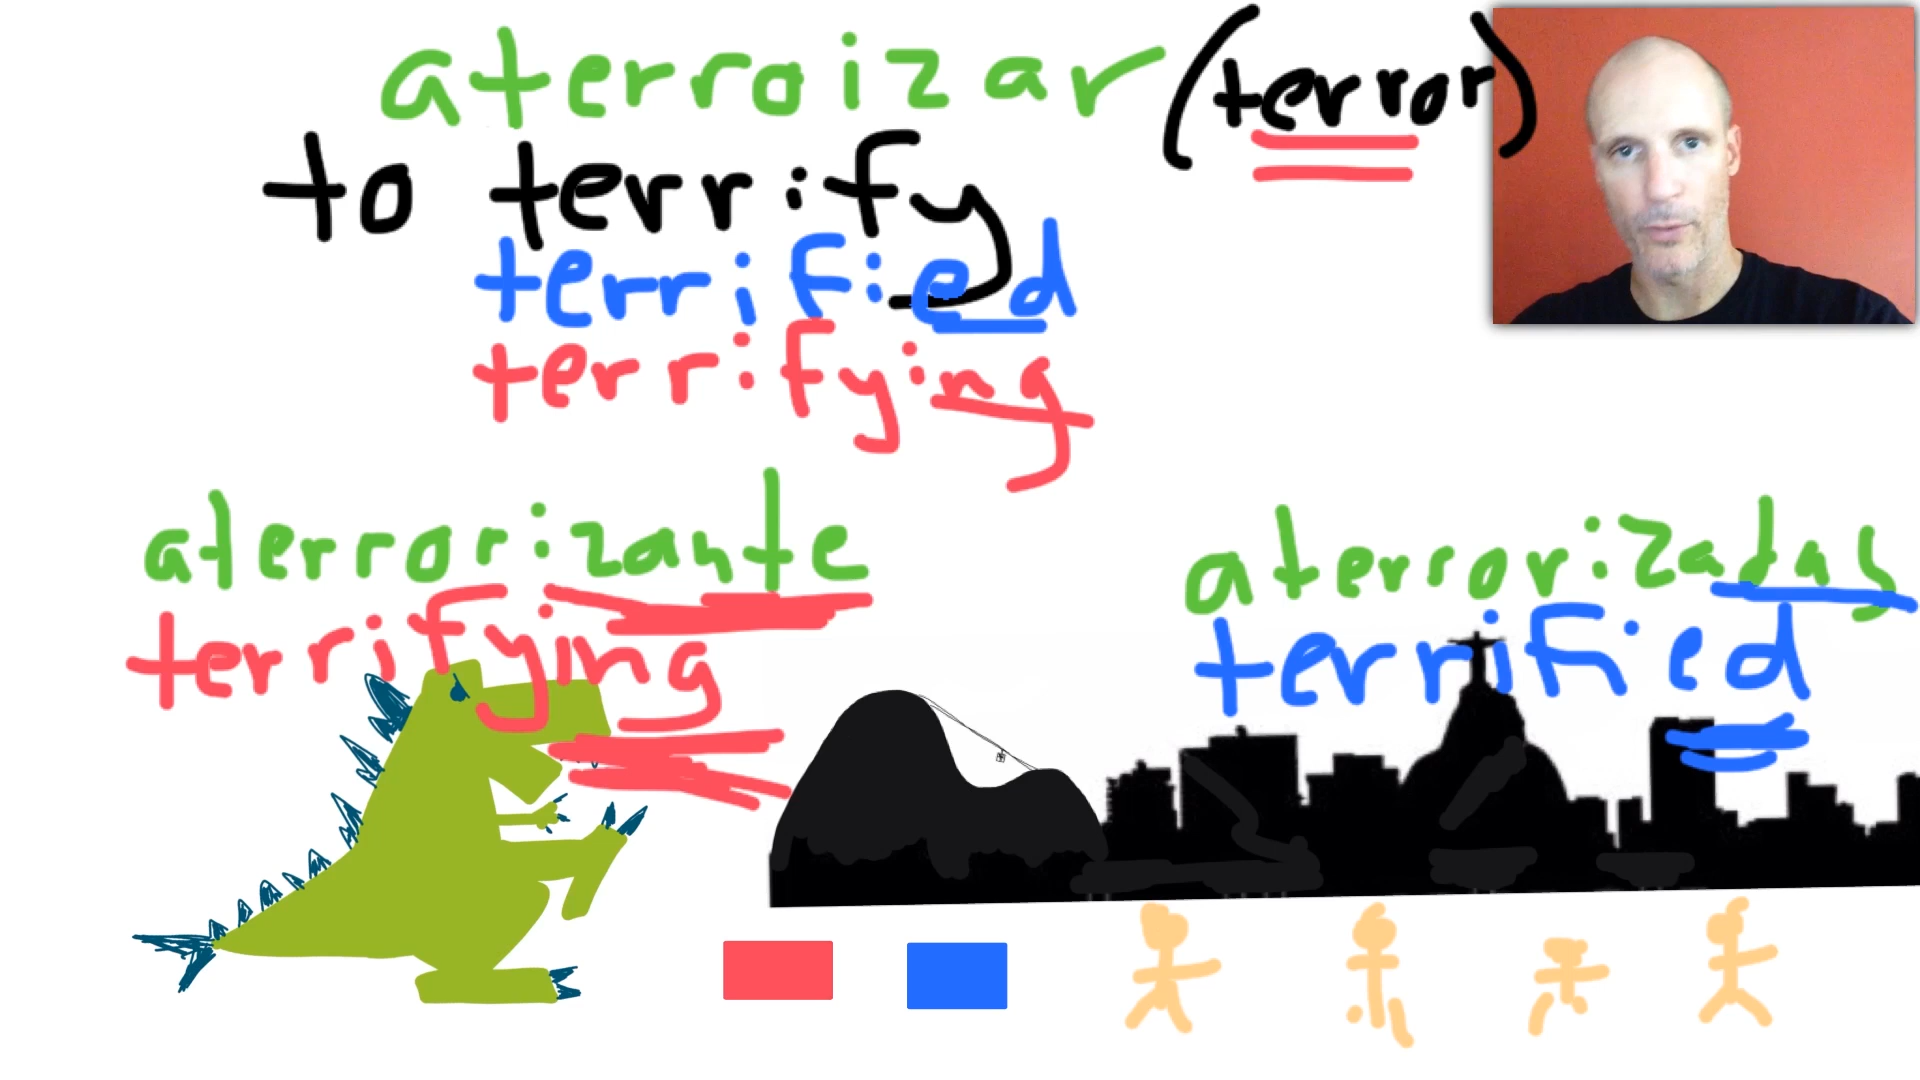 aterroizar (terror)
to terrify
terrified
terrifying
aterrorizante
terrifying
aterrorizadas
terrified